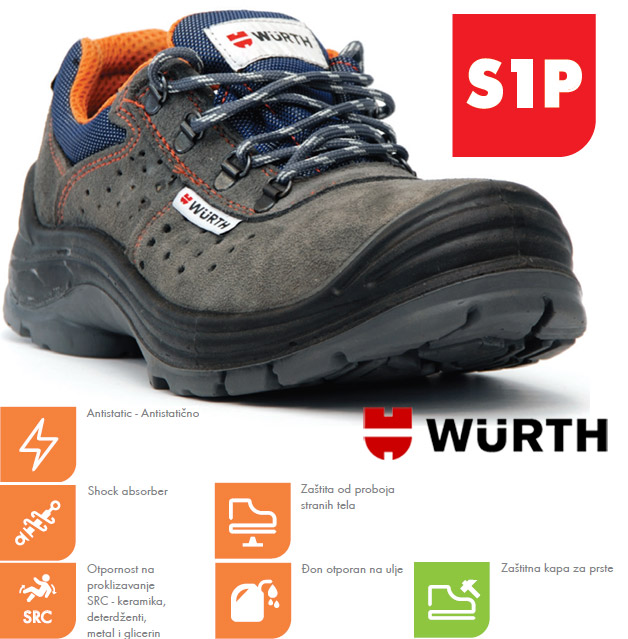 WÜRTH
S1P
WÜRTH
WÜRTH
Antistatic - Antistatično
Shock absorber
Zaštita od proboja
stranih tela
Otpornost na
proklizavanje
SRC - keramika,
deterdženti,
metal i glicerin
SRC
Đon otporan na ulje
Zaštitna kapa za prste